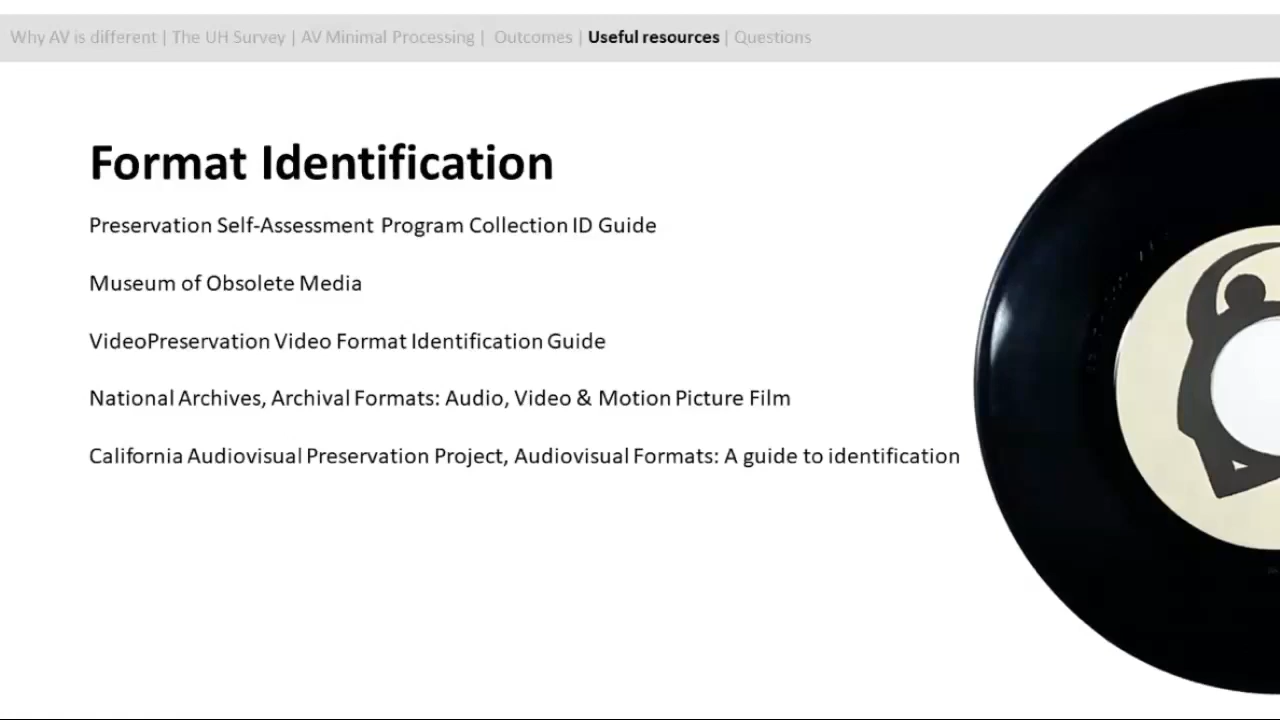 Why AV is different | The UH Survey | AV Minimal Processing | Outcomes | Useful resources | Questions
Format Identification
Preservation Self-Assessment Program Collection ID Guide
Museum of Obsolete Media
VideoPreservation Video Format Identification Guide
National Archives, Archival Formats: Audio, Video & Motion Picture Film
California Audiovisual Preservation Project, Audiovisual Formats: A guide to identification